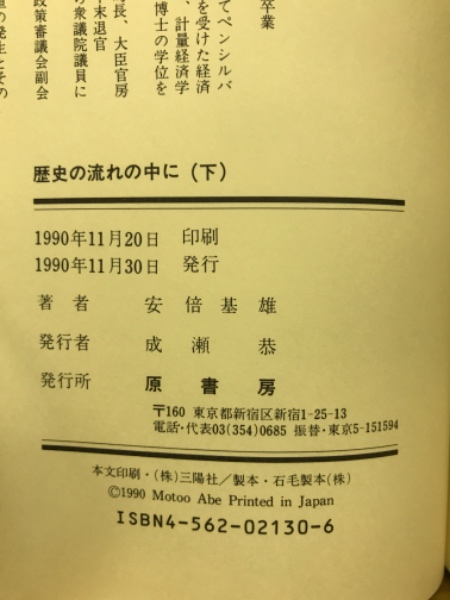 卒業
てペンシルバ
を受けた経済
、計量経済学
博士の学位を
長、大臣官房
年末退官
衆議院議員に
政策審議会副会
の発生とその
歴史の流れの中に(下)
1990年11月20日 印刷
1990年11月30日 発行
著者 安倍基雄
発行者 成瀬恭
発行所 原書房
〒160 東京都新宿区新宿1-25-13
電話・代表03(354)0685 振替・東京5-151594
本文印刷・(株)三陽社/製本・石毛製本(株)
©1990 Motoo Abe Printed in Japan
ISBN4-562-02130-6